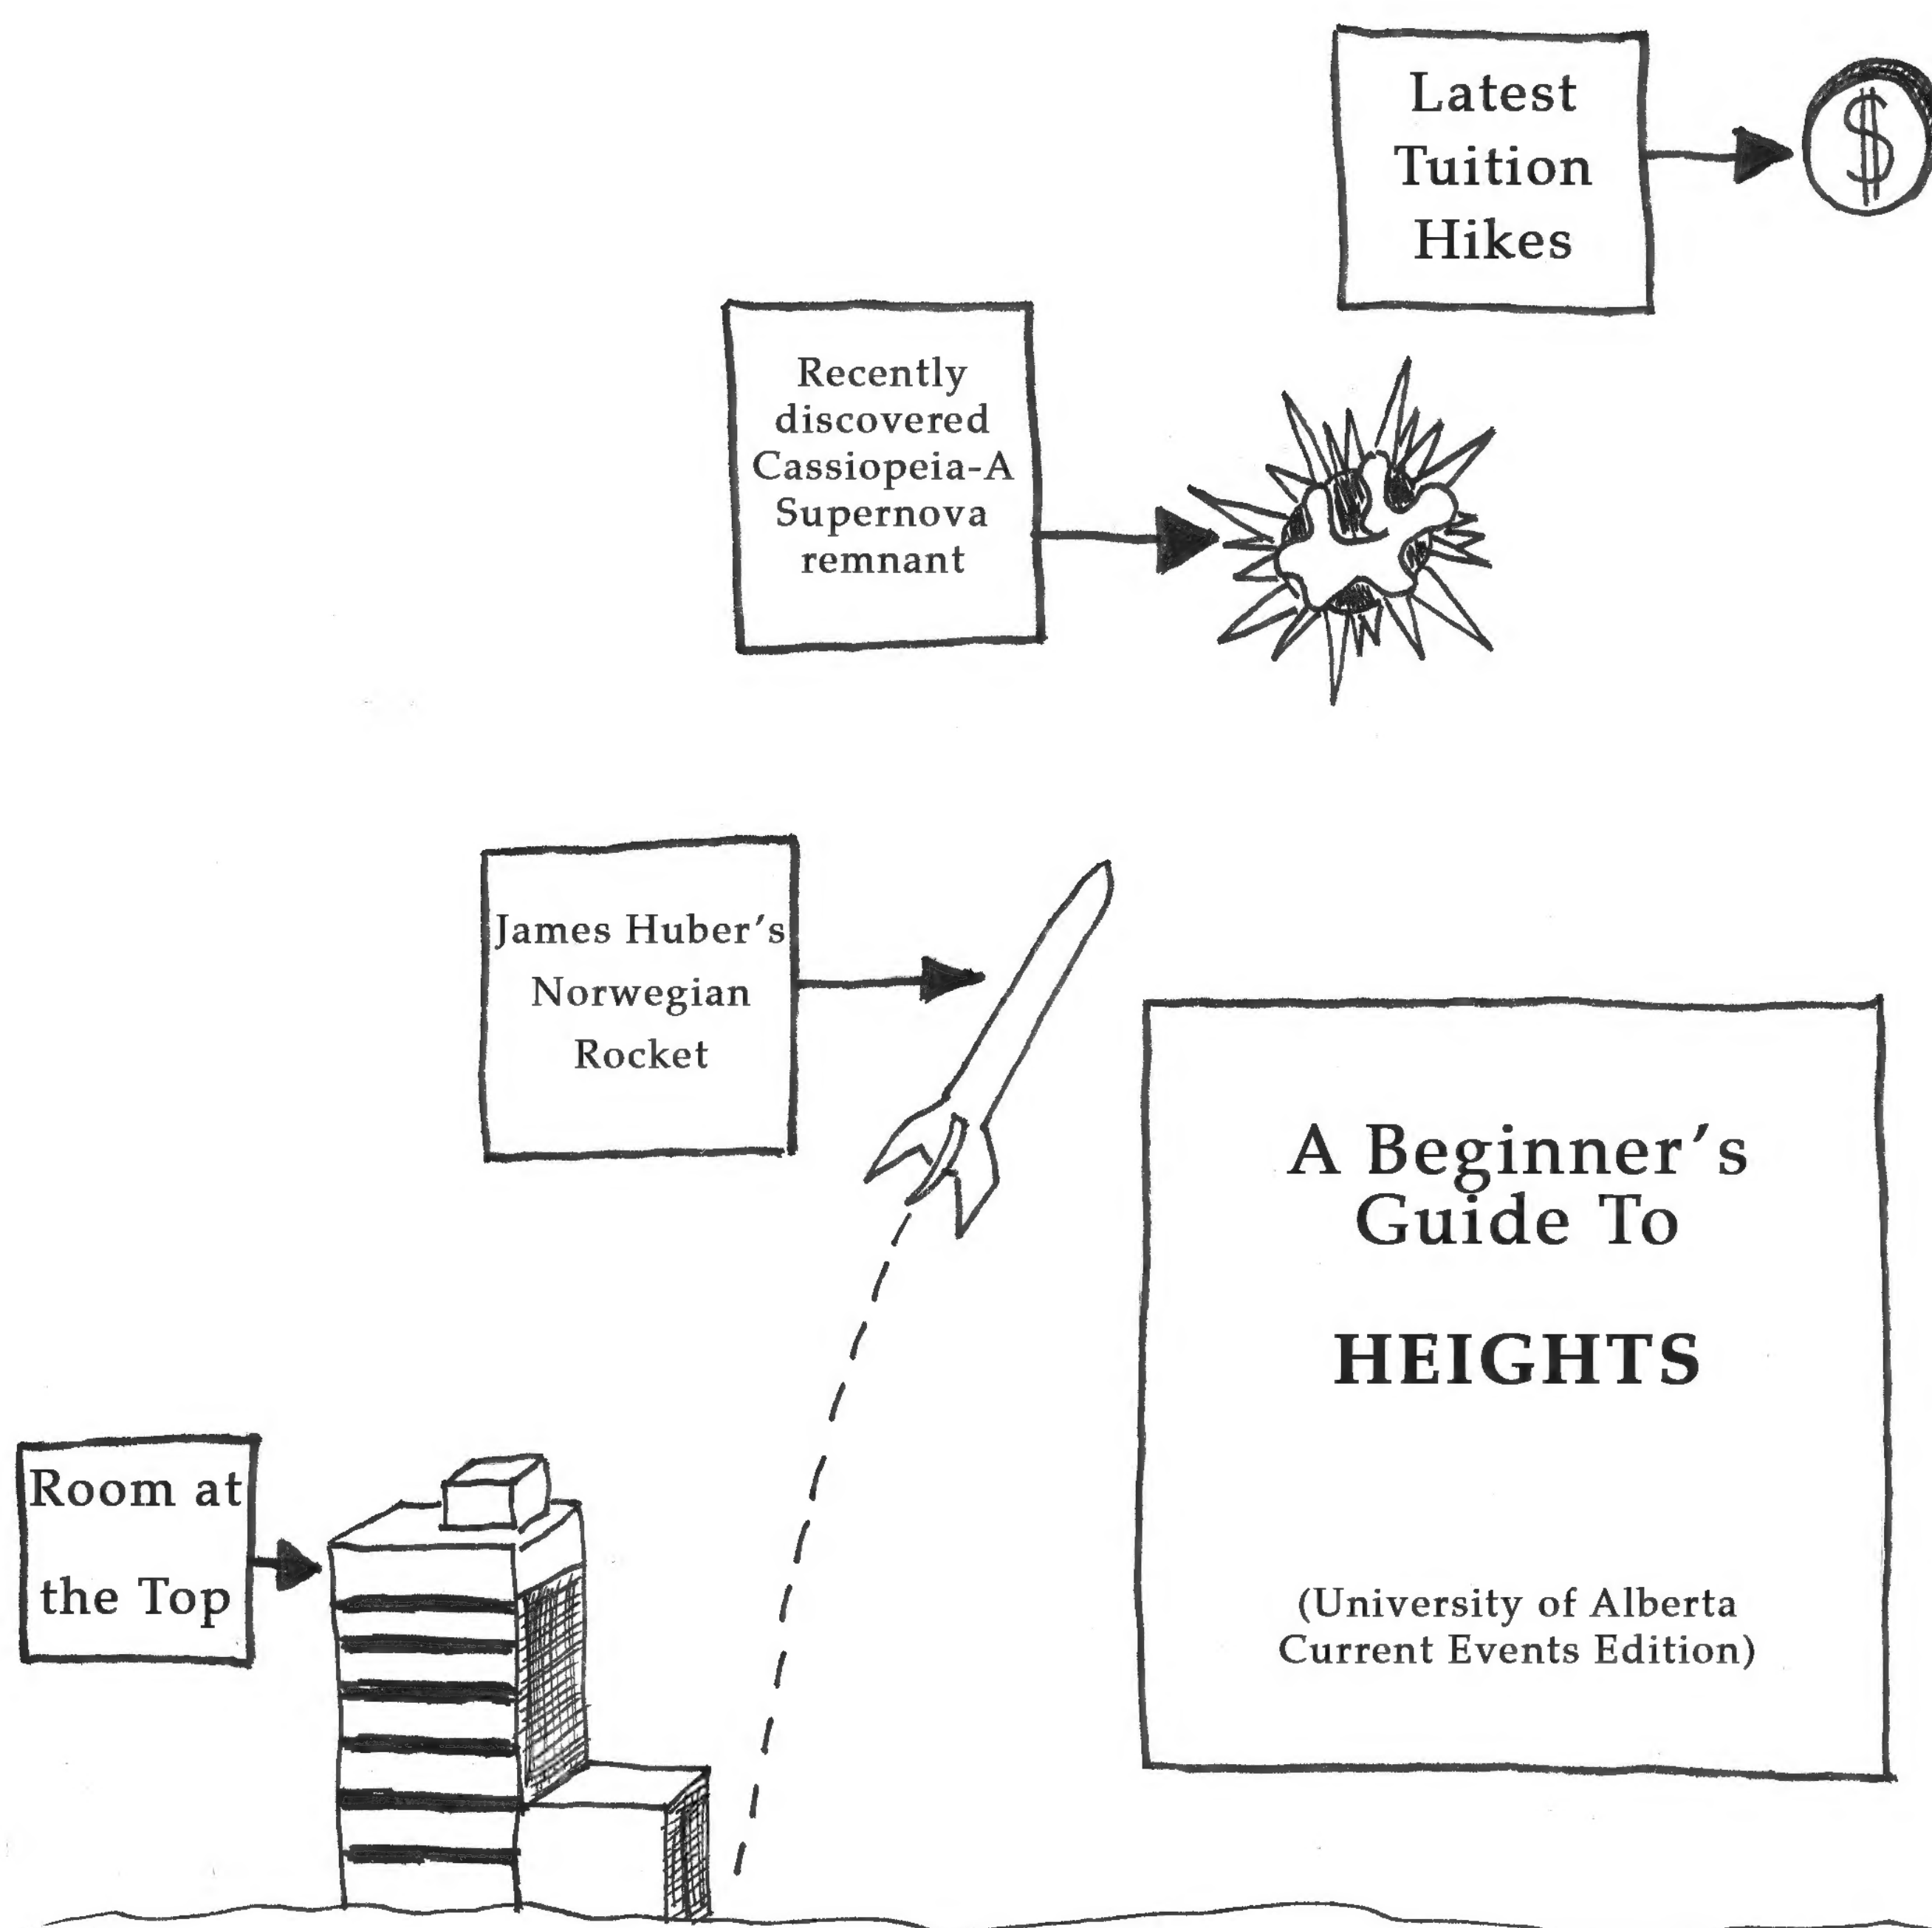 Latest
Tuition
Hikes
$
Recently
discovered
Cassiopeia-A
Supernova
remnant
James Huber's
Norwegian
Rocket
A Beginner's
Guide To
HEIGHTS
(University of Alberta
Current Events Edition)
Room at
the Top